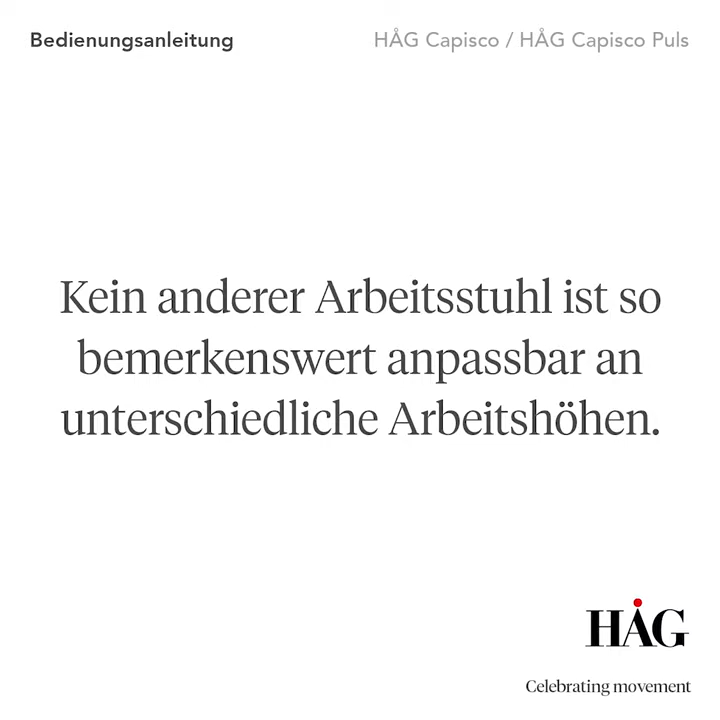 Bedienungsanleitung
HÅG Capisco / HÅG Capisco Puls
Kein anderer Arbeitsstuhl ist so
bemerkenswert anpassbar an
unterschiedliche Arbeitshöhen.
HÅG
Celebrating movement